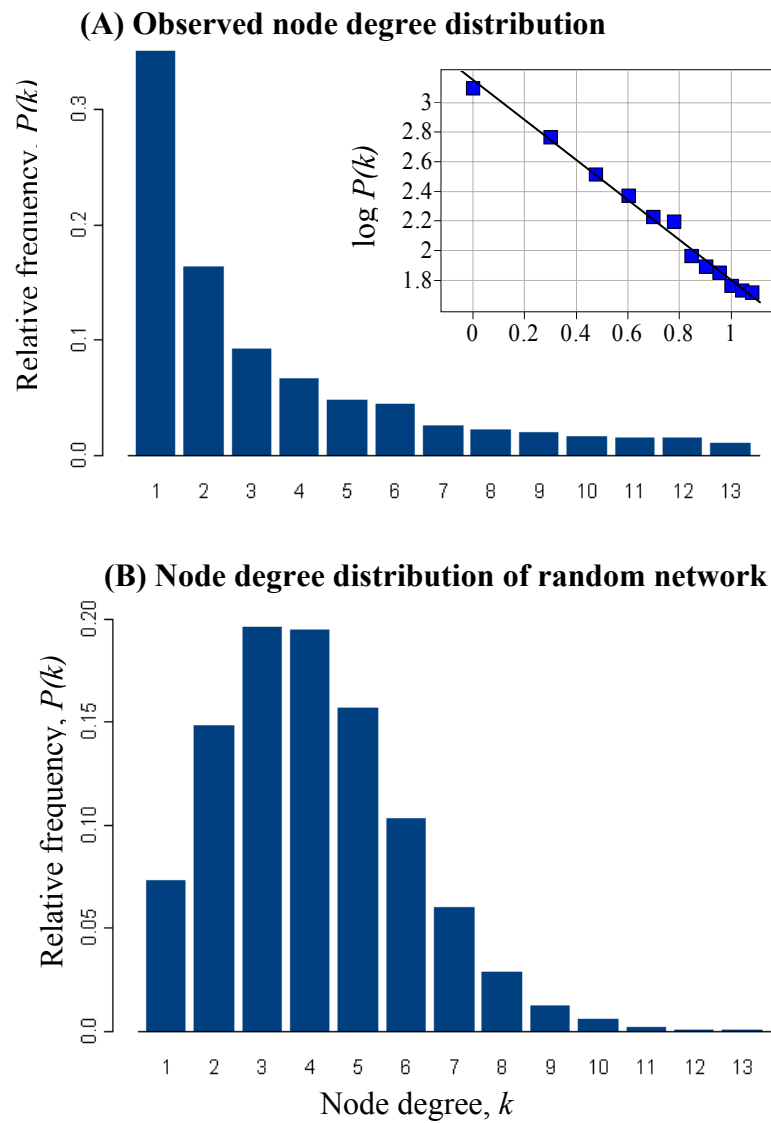 (A) Observed node degree distribution
Relative frequency, P(k)
0.0
0.1
0.2
0.3
1 2 3 4 5 6 7 8 9 10 11 12 13
log P(k)
3
2.8
2.6
2.4
2.2
2
1.8
0 0.2 0.4 0.6 0.8 1
(B) Node degree distribution of random network
Relative frequency, P(k)
0.20
0.15
0.10
0.05
0.0
1 2 3 4 5 6 7 8 9 10 11 12 13
Node degree, k